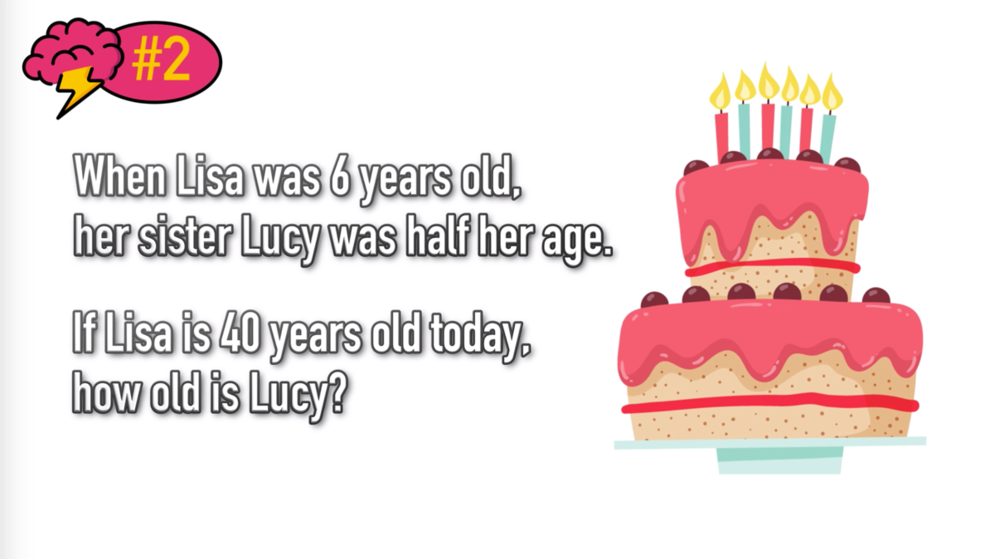 #2
When Lisa was 6 years old,
her sister Lucy was half her age.
If Lisa is 40 years old today,
how old is Lucy?